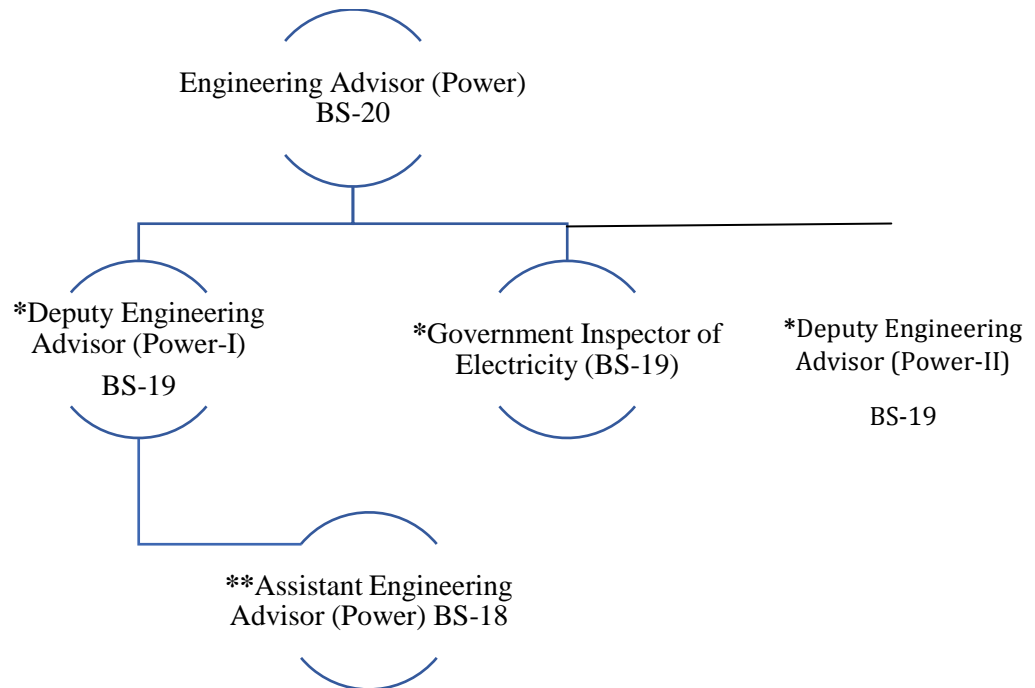 Engineering Advisor (Power)
BS-20
*Deputy Engineering
Advisor (Power-I)
BS-19
*Government Inspector of
Electricity (BS-19)
*Deputy Engineering
Advisor (Power-II)
BS-19
**Assistant Engineering
Advisor (Power) BS-18